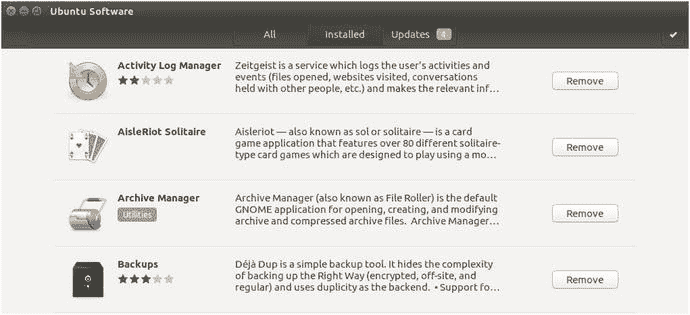 Ubuntu Software
All Installed Updates 4
Activity Log Manager
Zeitgeist is a service which logs the user's activities and
events (files opened, websites visited, conversations
held with other people, etc.) and makes the relevant inf...
Remove
AisleRiot Solitaire
Aisleriot — also known as sol or solitaire — is a card
game application that features over 80 different solitaire-
type card games which are designed to play using a mo...
Remove
Archive Manager
Utilities
Archive Manager (also known as File Roller) is the default
GNOME application for opening, creating, and modifying
archive and compressed archive files. Archive Manager...
Remove
Backups
Déjà Dup is a simple backup tool. It hides the complexity
of backing up the Right Way (encrypted, off-site, and
regular) and uses duplicity as the backend. • Support fo...
Remove